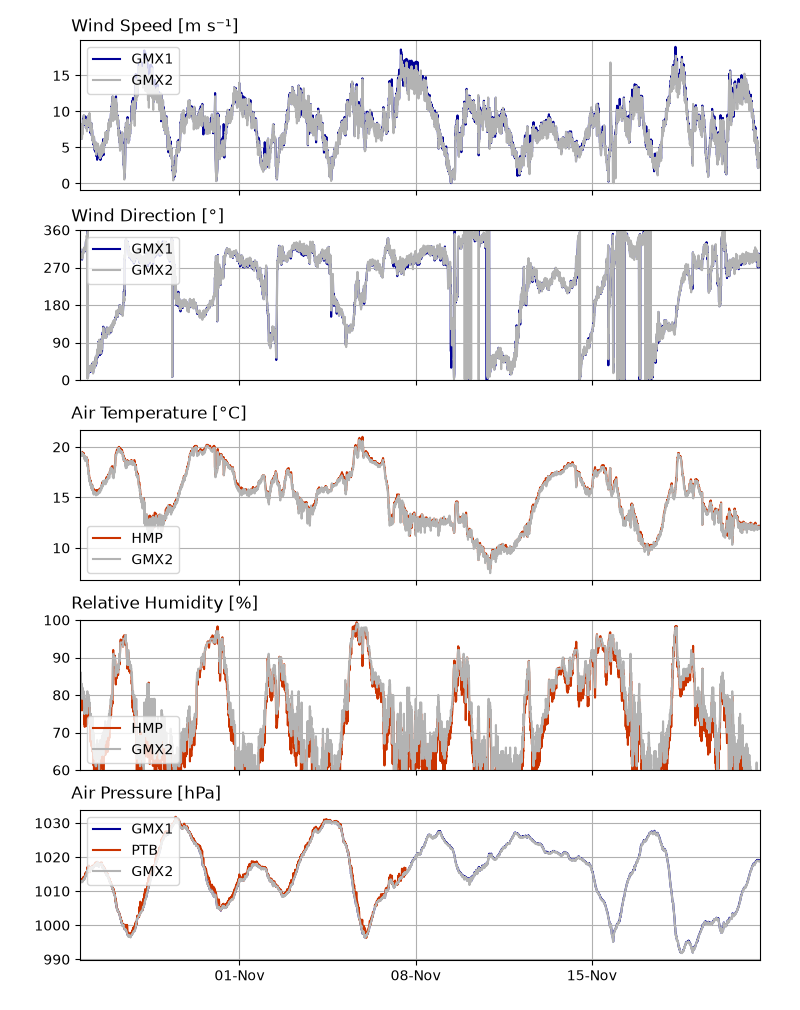 Wind Speed [m s⁻¹]
GMX1
GMX2
15
10
5
0
Wind Direction [°]
360
GMX1
GMX2
270
180
90
0
Air Temperature [°C]
20
15
10
HMP
GMX2
Relative Humidity [%]
100
90
80
70
60
HMP
GMX2
Air Pressure [hPa]
1030
1020
1010
1000
990
GMX1
PTB
GMX2
01-Nov 08-Nov 15-Nov